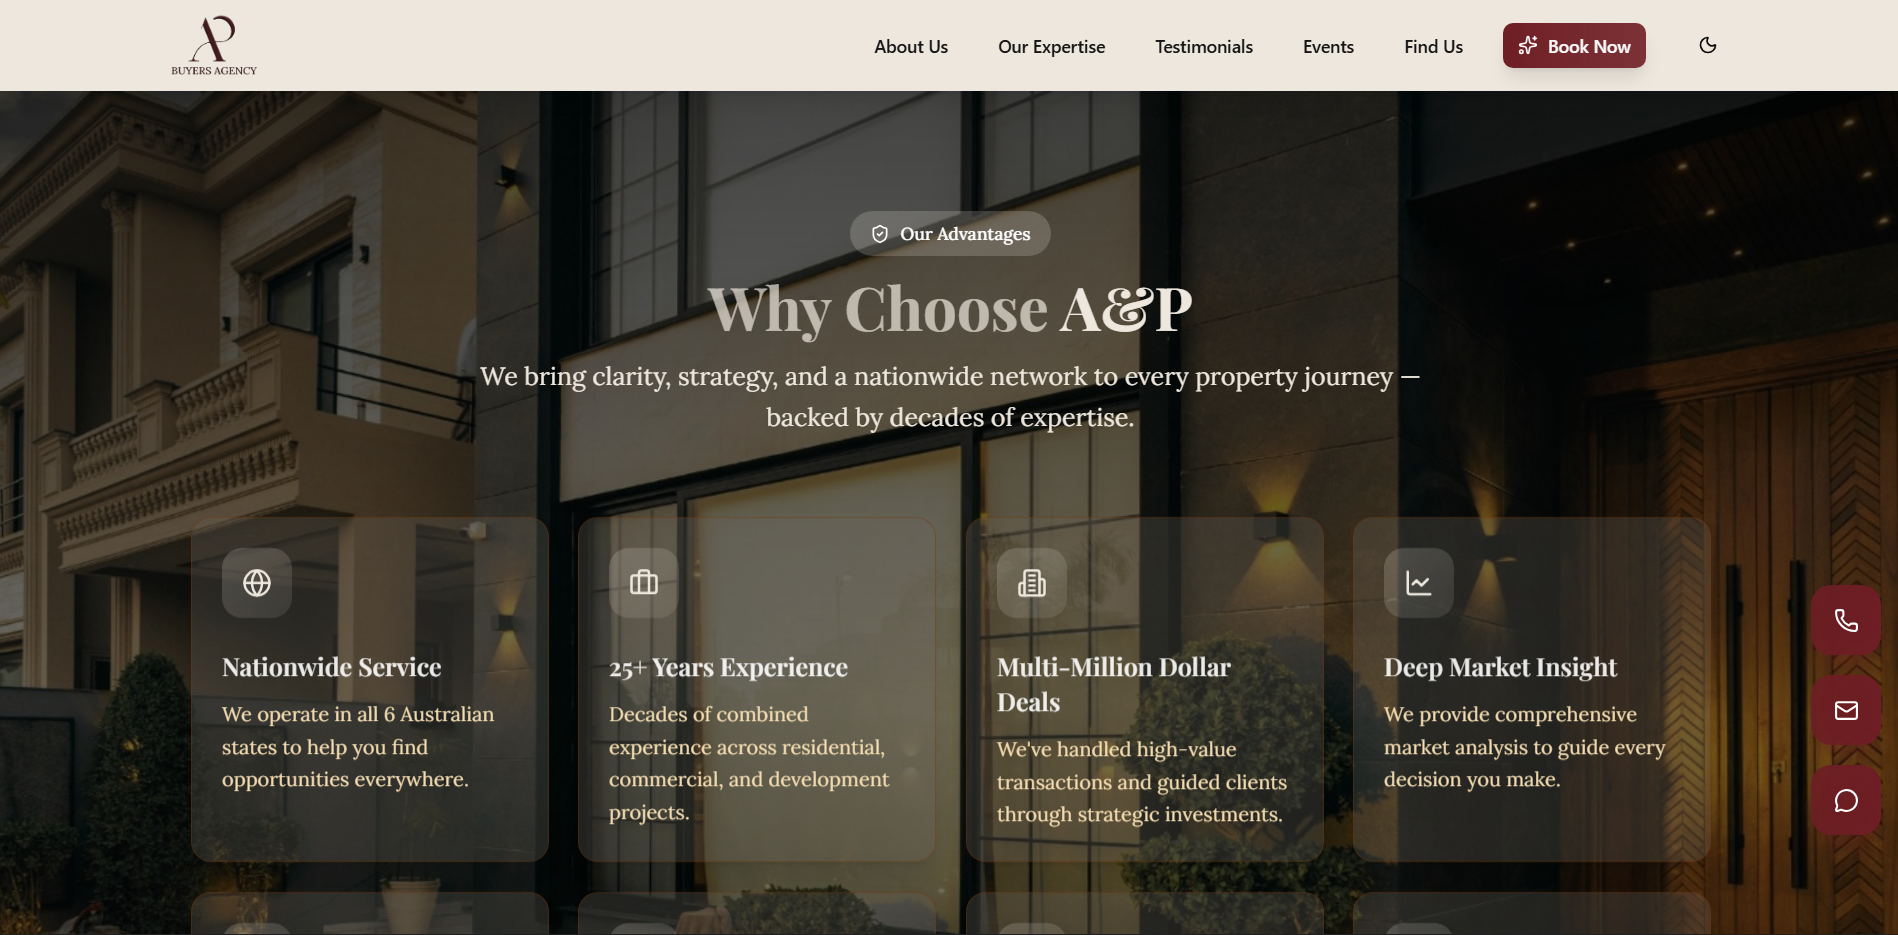 AP
BUYERS AGENCY
About Us
Our Expertise
Testimonials
Events
Find Us
Book Now
Our Advantages
Why Choose A&P
We bring clarity, strategy, and a nationwide network to every property journey —
backed by decades of expertise.
Nationwide Service
We operate in all 6 Australian
states to help you find
opportunities everywhere.
25+ Years Experience
Decades of combined
experience across residential,
commercial, and development
projects.
Multi-Million Dollar
Deals
We've handled high-value
transactions and guided clients
through strategic investments.
Deep Market Insight
We provide comprehensive
market analysis to guide every
decision you make.